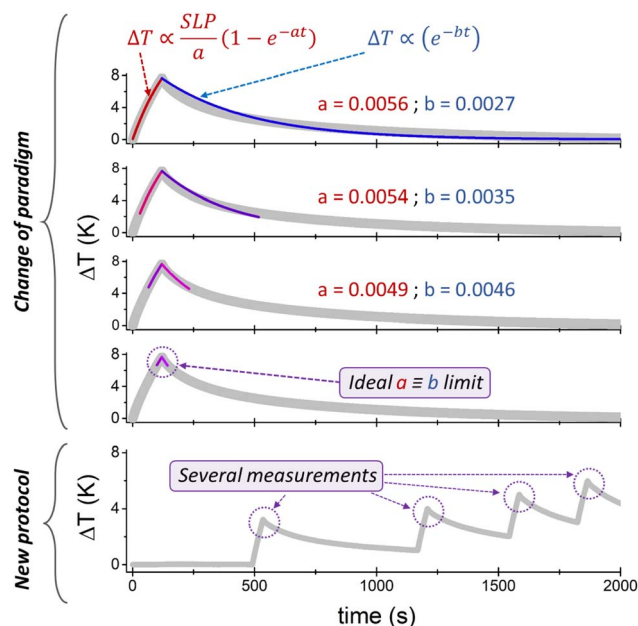 Change of paradigm
New protocol
ΔT (K)
ΔT ∝ SLP/a (1 − e^−at)
ΔT ∝ (e^−bt)
8
4
0
a = 0.0056 ; b = 0.0027
8
4
0
a = 0.0054 ; b = 0.0035
8
4
0
a = 0.0049 ; b = 0.0046
8
4
0
Ideal a ≡ b limit
ΔT (K)
8
4
0
Several measurements
0 500 1000 1500 2000
time (s)